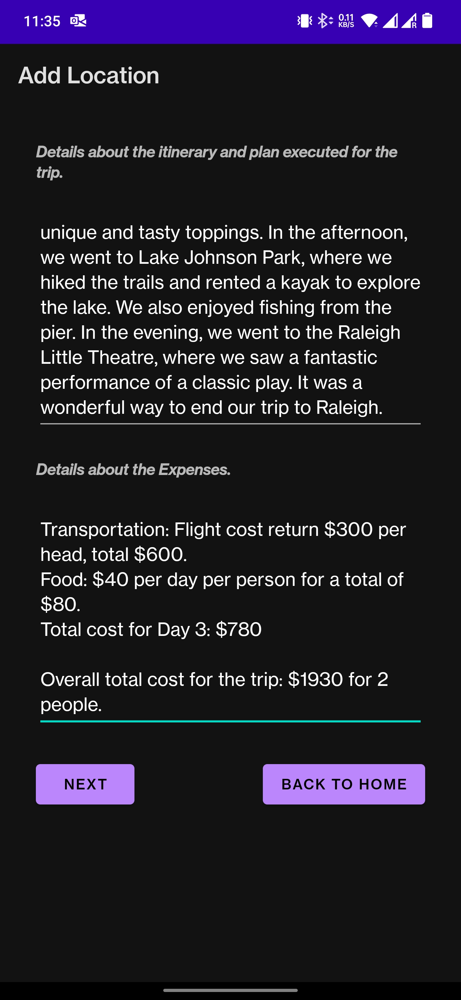 11:35
0.11
KB/S
R
Add Location
Details about the itinerary and plan executed for the
trip.
unique and tasty toppings. In the afternoon,
we went to Lake Johnson Park, where we
hiked the trails and rented a kayak to explore
the lake. We also enjoyed fishing from the
pier. In the evening, we went to the Raleigh
Little Theatre, where we saw a fantastic
performance of a classic play. It was a
wonderful way to end our trip to Raleigh.
Details about the Expenses.
Transportation: Flight cost return $300 per
head, total $600.
Food: $40 per day per person for a total of
$80.
Total cost for Day 3: $780
Overall total cost for the trip: $1930 for 2
people.
NEXT
BACK TO HOME